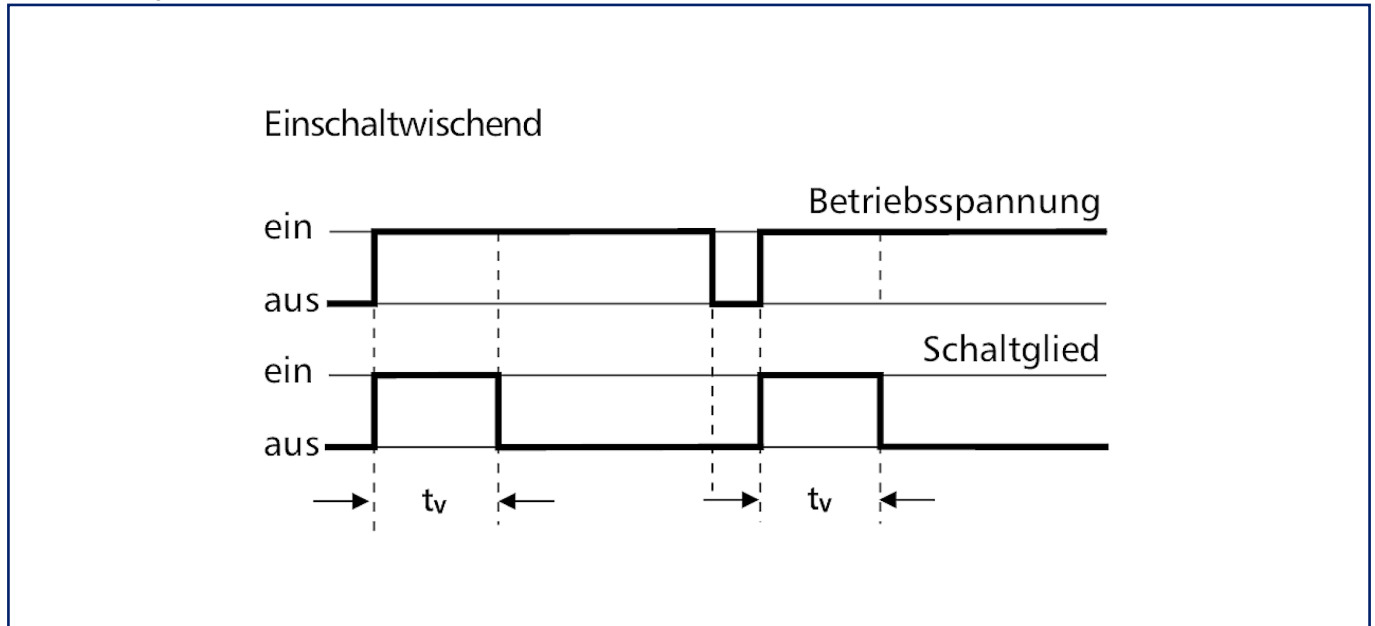 Einschaltwischend
Betriebsspannung
ein
aus
Schaltglied
ein
aus
tv tv